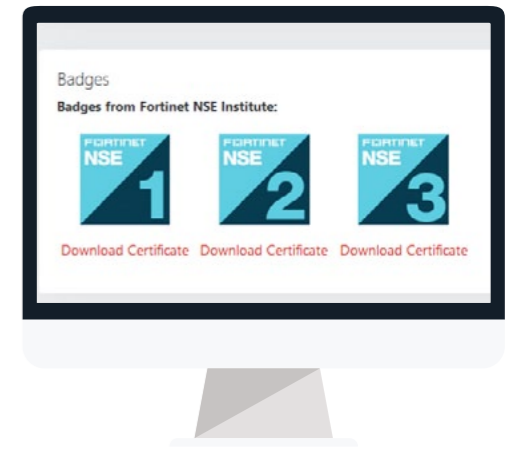 Badges
Badges from Fortinet NSE Institute:
FORTINET FORTINET FORTINET
NSE NSE NSE
1 2 3
Download Certificate Download Certificate Download Certificate